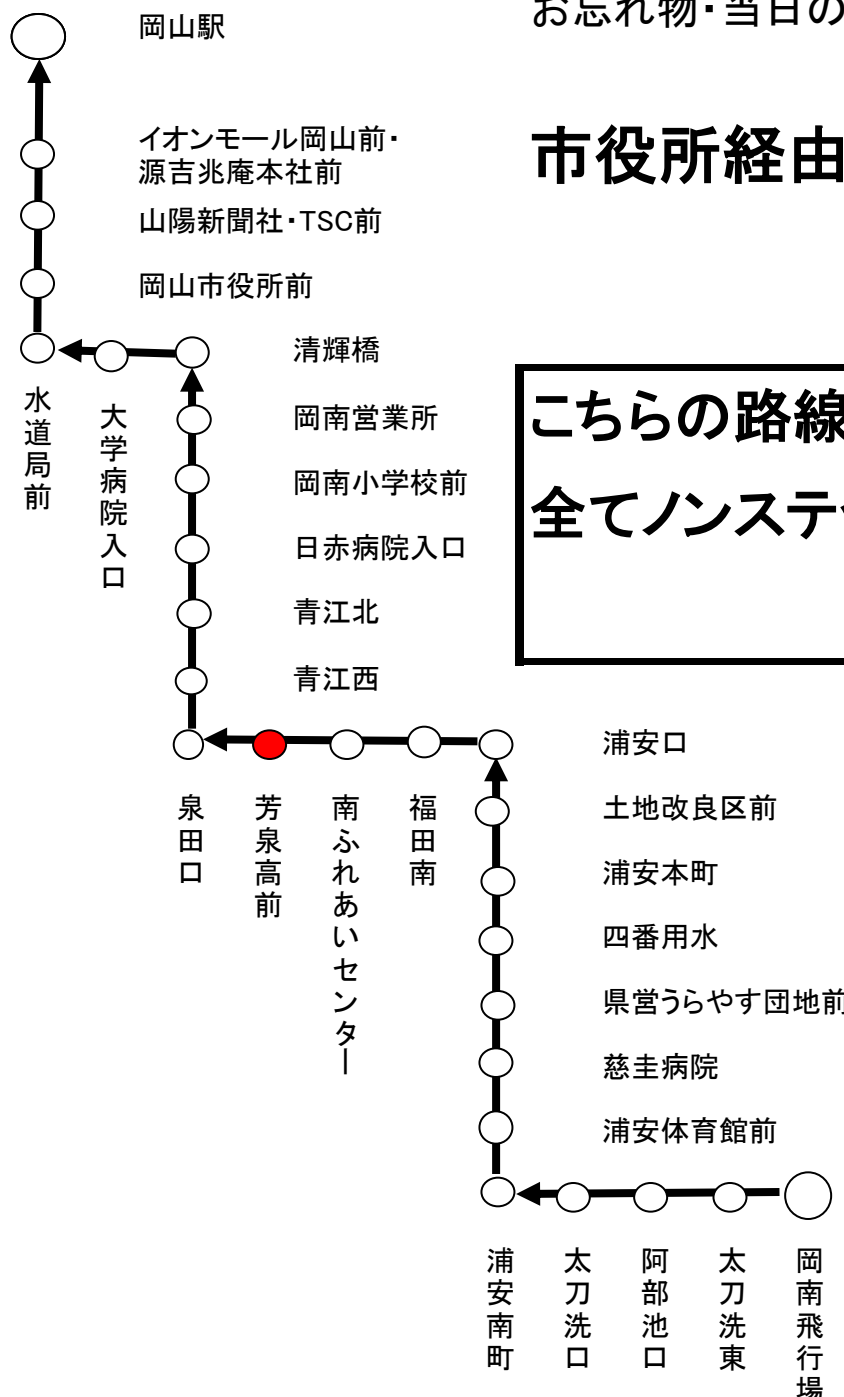 お忘れ物・当日の
岡山駅
イオンモール岡山前・
源吉兆庵本社前
山陽新聞社・TSC前
岡山市役所前
市役所経由
清輝橋
水道局前
大学病院入口
岡南営業所
岡南小学校前
日赤病院入口
青江北
青江西
こちらの路線
全てノンステ
浦安口
泉田口
芳泉高前
南ふれあいセンター
福田南
土地改良区前
浦安本町
四番用水
県営うらやす団地前
慈圭病院
浦安体育館前
浦安南町
太刀洗口
阿部池口
太刀洗東
岡南飛行場